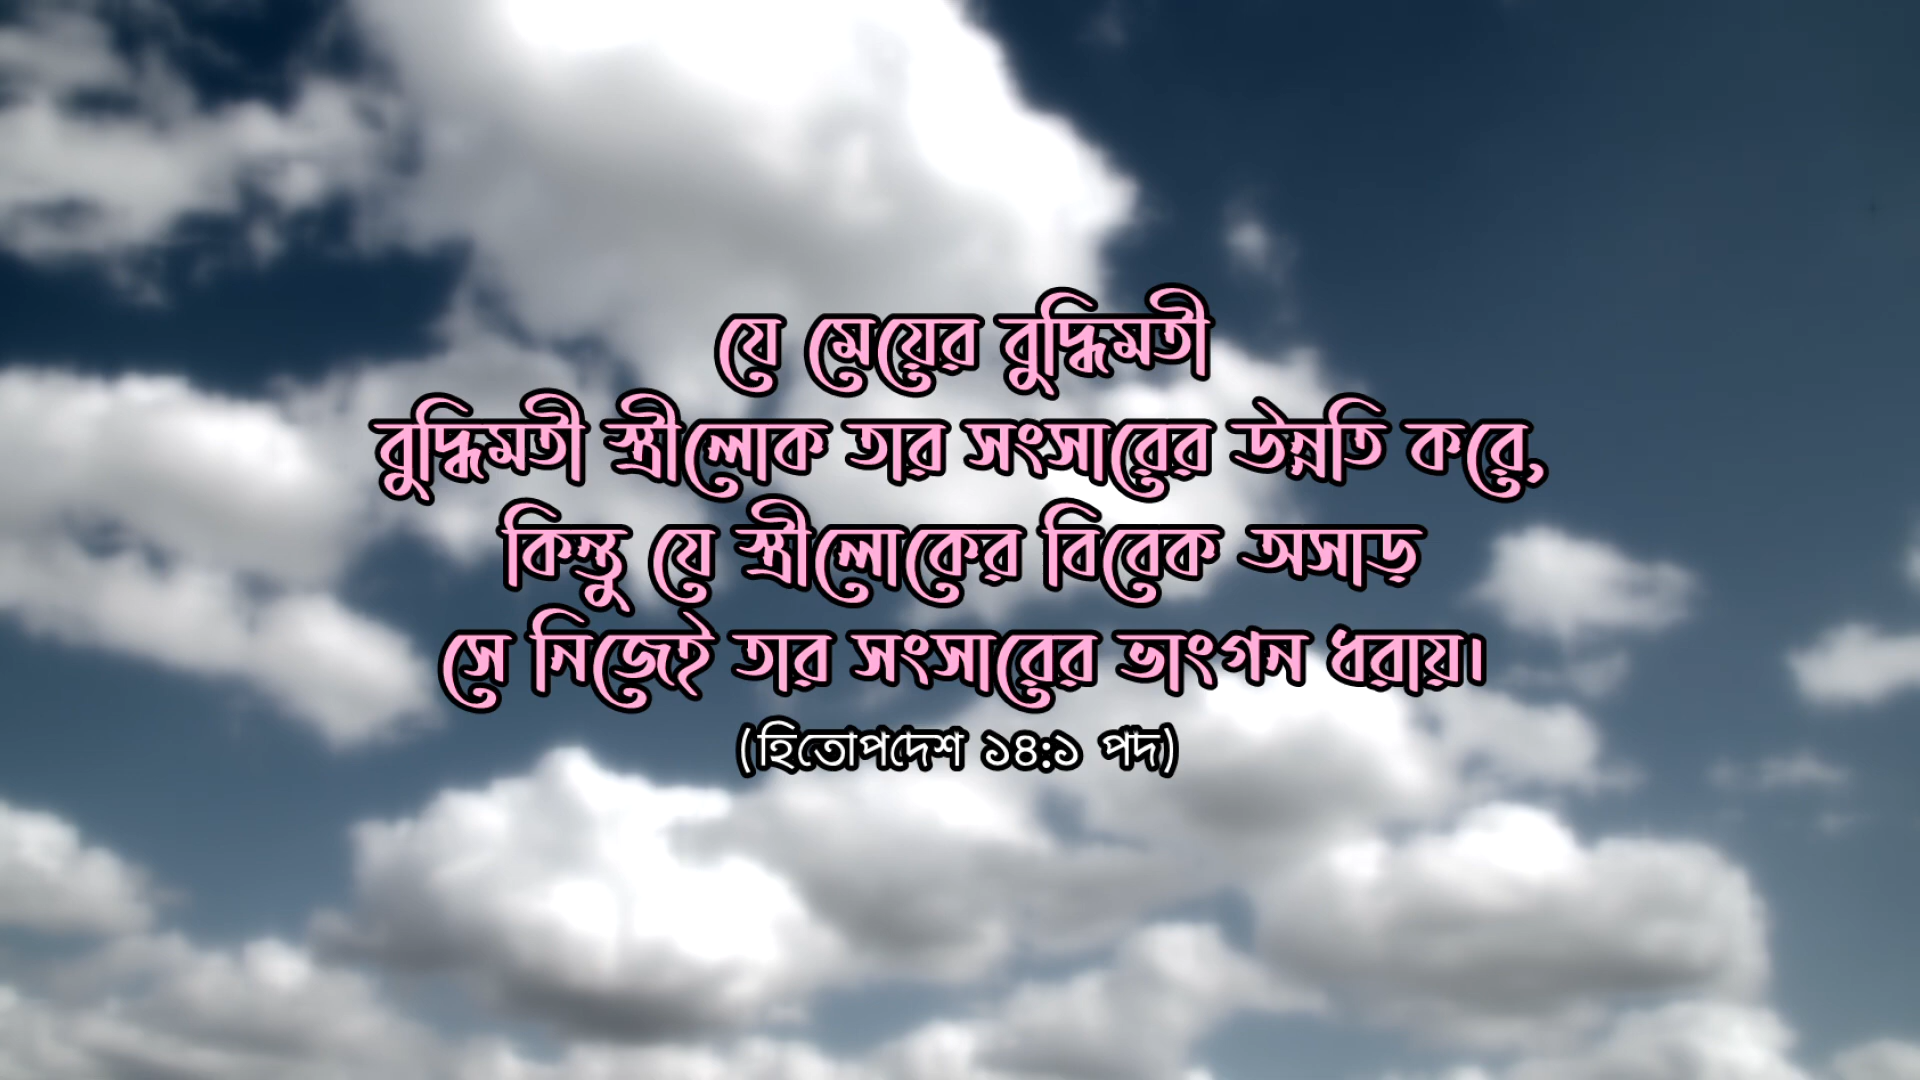 যে মেয়ের বুদ্ধিমতী
বুদ্ধিমতী স্ত্রীলোক তার সংসারের উন্নতি করে,
কিন্তু যে স্ত্রীলোকের বিবেক অসাড়
সে নিজেই তার সংসারের ভাংগন ধরায়।
(হিতোপদেশ ১৪:১ পদ)